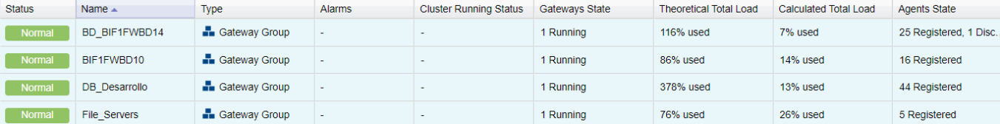 Status Name Type Alarms Cluster Running Status Gateways State Theoretical Total Load Calculated Total Load Agents State
Normal BD_BIF1FWBD14 Gateway Group - - 1 Running 116% used 7% used 25 Registered, 1 Disc..
Normal BIF1FWBD10 Gateway Group - - 1 Running 86% used 14% used 16 Registered
Normal DB_Desarrollo Gateway Group - - 1 Running 378% used 13% used 44 Registered
Normal File_Servers Gateway Group - - 1 Running 76% used 26% used 5 Registered